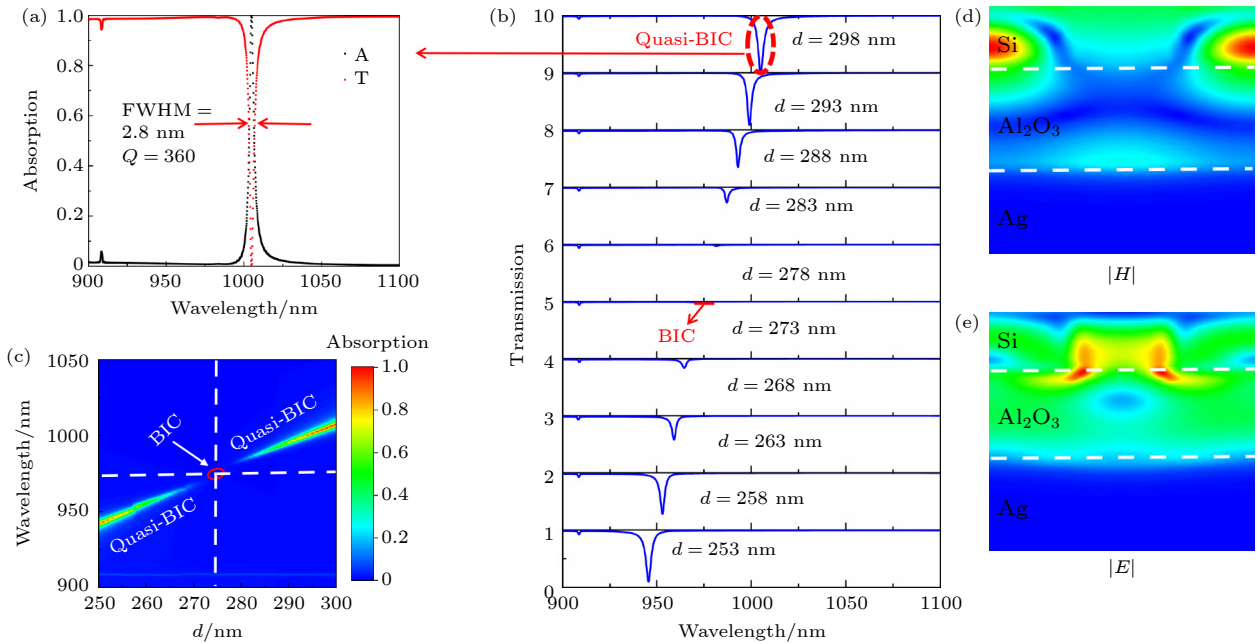 (a)
1.0
0.8
0.6
0.4
0.2
0
Absorption
A
T
FWHM =
2.8 nm
Q = 360
900
950
1000
1050
1100
Wavelength/nm
(b)
10
9
8
7
6
5
4
3
2
1
0
Transmission
Quasi-BIC
d = 298 nm
d = 293 nm
d = 288 nm
d = 283 nm
d = 278 nm
BIC
d = 273 nm
d = 268 nm
d = 263 nm
d = 258 nm
d = 253 nm
900
950
1000
1050
1100
Wavelength/nm
(c)
Absorption
1050
1000
950
900
Wavelength/nm
BIC
Quasi-BIC
Quasi-BIC
250
260
270
280
290
300
d/nm
1.0
0.8
0.6
0.4
0.2
0
(d)
Si
Al₂O₃
Ag
|H|
(e)
Si
Al₂O₃
Ag
|E|